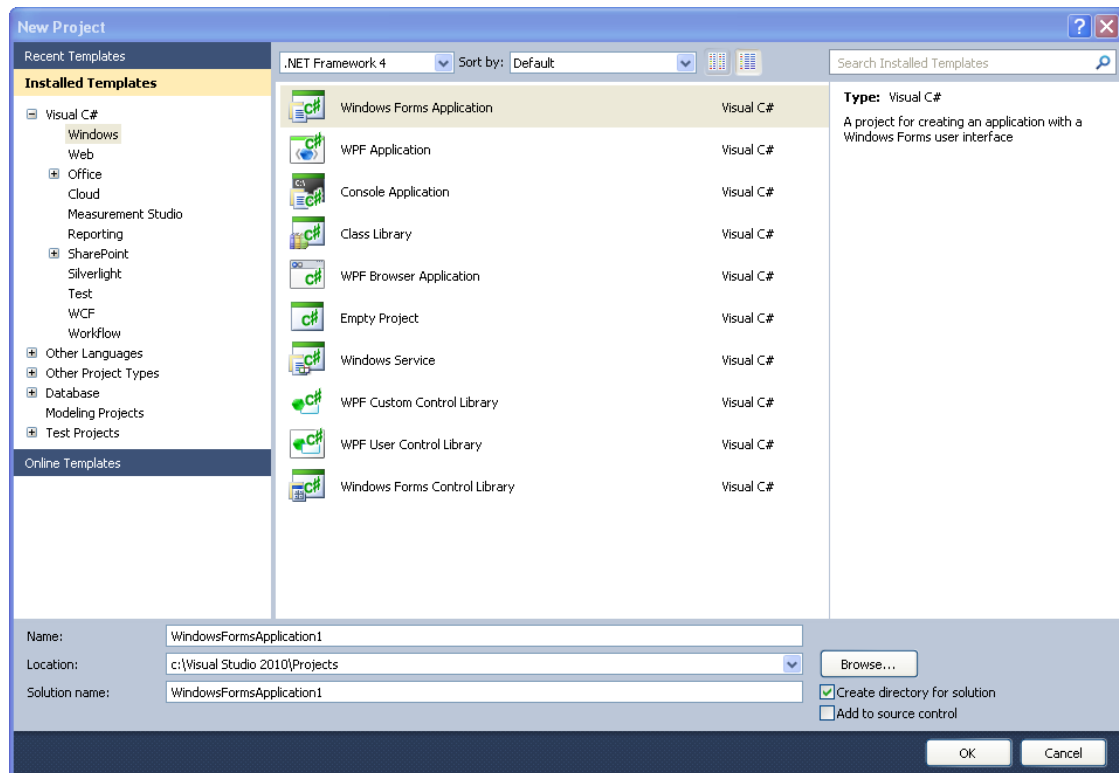 New Project
Recent Templates
Installed Templates
Visual C#
Windows
Web
Office
Cloud
Measurement Studio
Reporting
SharePoint
Silverlight
Test
WCF
Workflow
Other Languages
Other Project Types
Database
Modeling Projects
Test Projects
Online Templates
.NET Framework 4 Sort by: Default
Windows Forms Application Visual C#
WPF Application Visual C#
Console Application Visual C#
Class Library Visual C#
WPF Browser Application Visual C#
Empty Project Visual C#
Windows Service Visual C#
WPF Custom Control Library Visual C#
WPF User Control Library Visual C#
Windows Forms Control Library Visual C#
Search Installed Templates
Type: Visual C#
A project for creating an application with a
Windows Forms user interface
Name: WindowsFormsApplication1
Location: c:\Visual Studio 2010\Projects Browse...
Solution name: WindowsFormsApplication1
Create directory for solution
Add to source control
OK Cancel